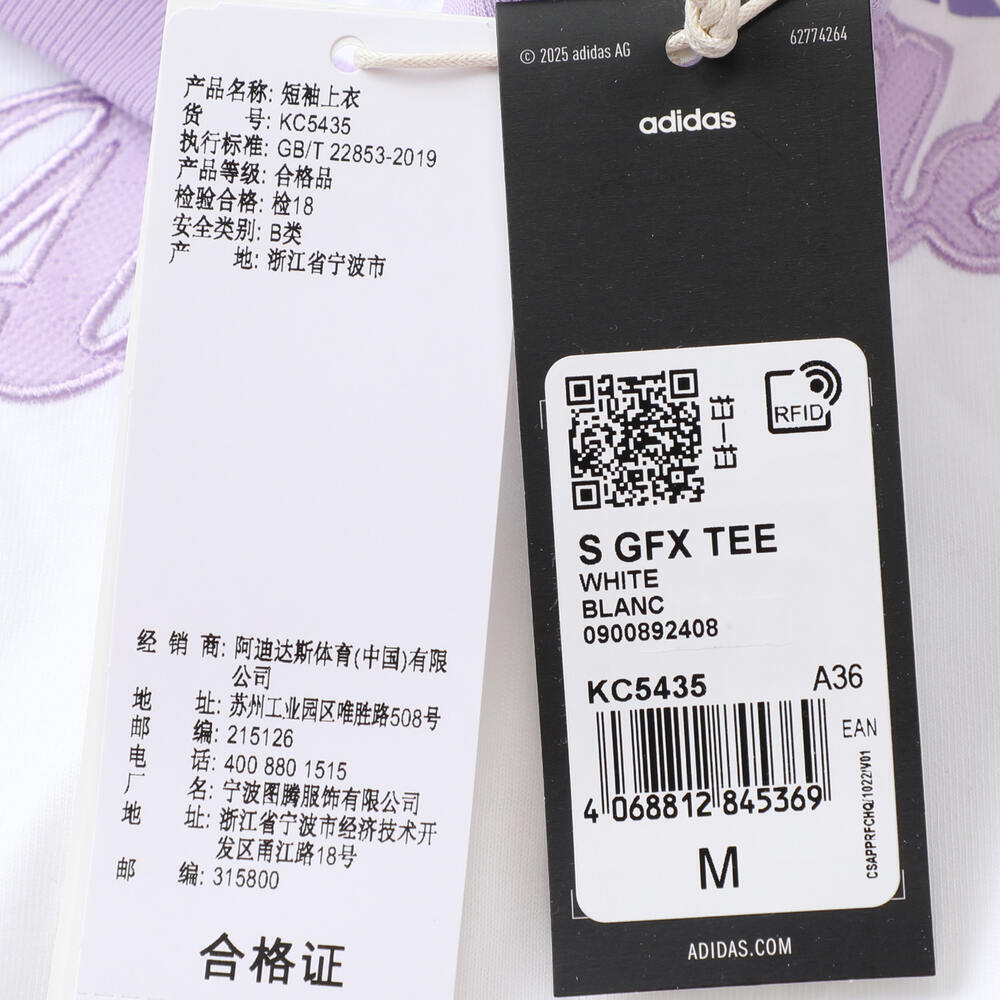 产品名称: 短袖上衣
货 号: KC5435
执行标准: GB/T 22853-2019
产品等级: 合格品
检验合格: 检18
安全类别: B类
产 地: 浙江省宁波市
经 销 商: 阿迪达斯体育(中国)有限
公司
地 址: 苏州工业园区唯胜路508号
邮 编: 215126
电 话: 400 880 1515
厂 名: 宁波图腾服饰有限公司
地 址: 浙江省宁波市经济技术开
发区甬江路18号
邮 编: 315800
合格证
© 2025 adidas AG
62774264
adidas
扫一扫
RFID
S GFX TEE
WHITE
BLANC
0900892408
KC5435
A36
EAN
4 068812 845369
CSAPPRFCHQ/1022/V01
M
ADIDAS.COM